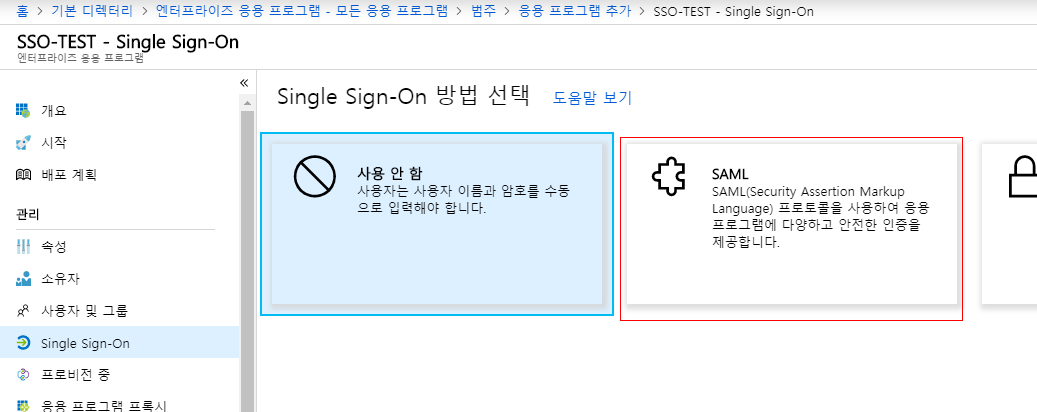 홈 > 기본 디렉터리 > 엔터프라이즈 응용 프로그램 - 모든 응용 프로그램 > 범주 > 응용 프로그램 추가 > SSO-TEST - Single Sign-On
SSO-TEST - Single Sign-On
엔터프라이즈 응용 프로그램
«
개요
시작
배포 계획
관리
속성
소유자
사용자 및 그룹
Single Sign-On
프로비전 중
응용 프로그램 프록시
Single Sign-On 방법 선택 도움말 보기
사용 안 함
사용자는 사용자 이름과 암호를 수동
으로 입력해야 합니다.
SAML
SAML(Security Assertion Markup
Language) 프로토콜을 사용하여 응용
프로그램에 다양하고 안전한 인증을
제공합니다.